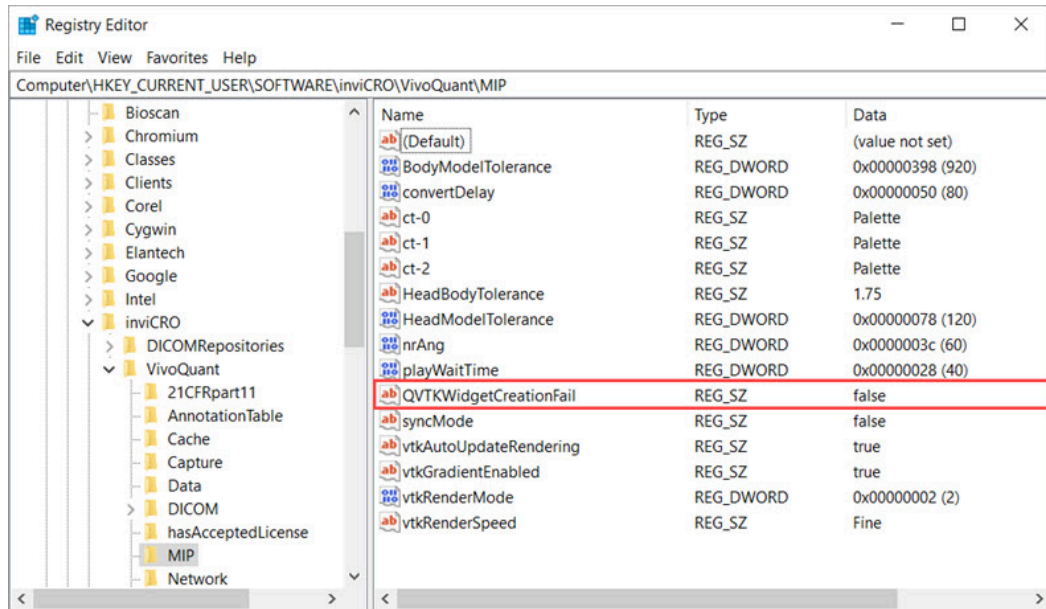 Registry Editor
File Edit View Favorites Help
Computer\HKEY_CURRENT_USER\SOFTWARE\inviCRO\VivoQuant\MIP
Bioscan
Chromium
Classes
Clients
Corel
Cygwin
Elantech
Google
Intel
inviCRO
DICOMRepositories
VivoQuant
21CFRpart11
AnnotationTable
Cache
Capture
Data
DICOM
hasAcceptedLicense
MIP
Network
Name Type Data
(Default) REG_SZ (value not set)
BodyModelTolerance REG_DWORD 0x00000398 (920)
convertDelay REG_DWORD 0x00000050 (80)
ct-0 REG_SZ Palette
ct-1 REG_SZ Palette
ct-2 REG_SZ Palette
HeadBodyTolerance REG_SZ 1.75
HeadModelTolerance REG_DWORD 0x00000078 (120)
nrAng REG_DWORD 0x0000003c (60)
playWaitTime REG_DWORD 0x00000028 (40)
QVTKWidgetCreationFail REG_SZ false
syncMode REG_SZ false
vtkAutoUpdateRendering REG_SZ true
vtkGradientEnabled REG_SZ true
vtkRenderMode REG_DWORD 0x00000002 (2)
vtkRenderSpeed REG_SZ Fine